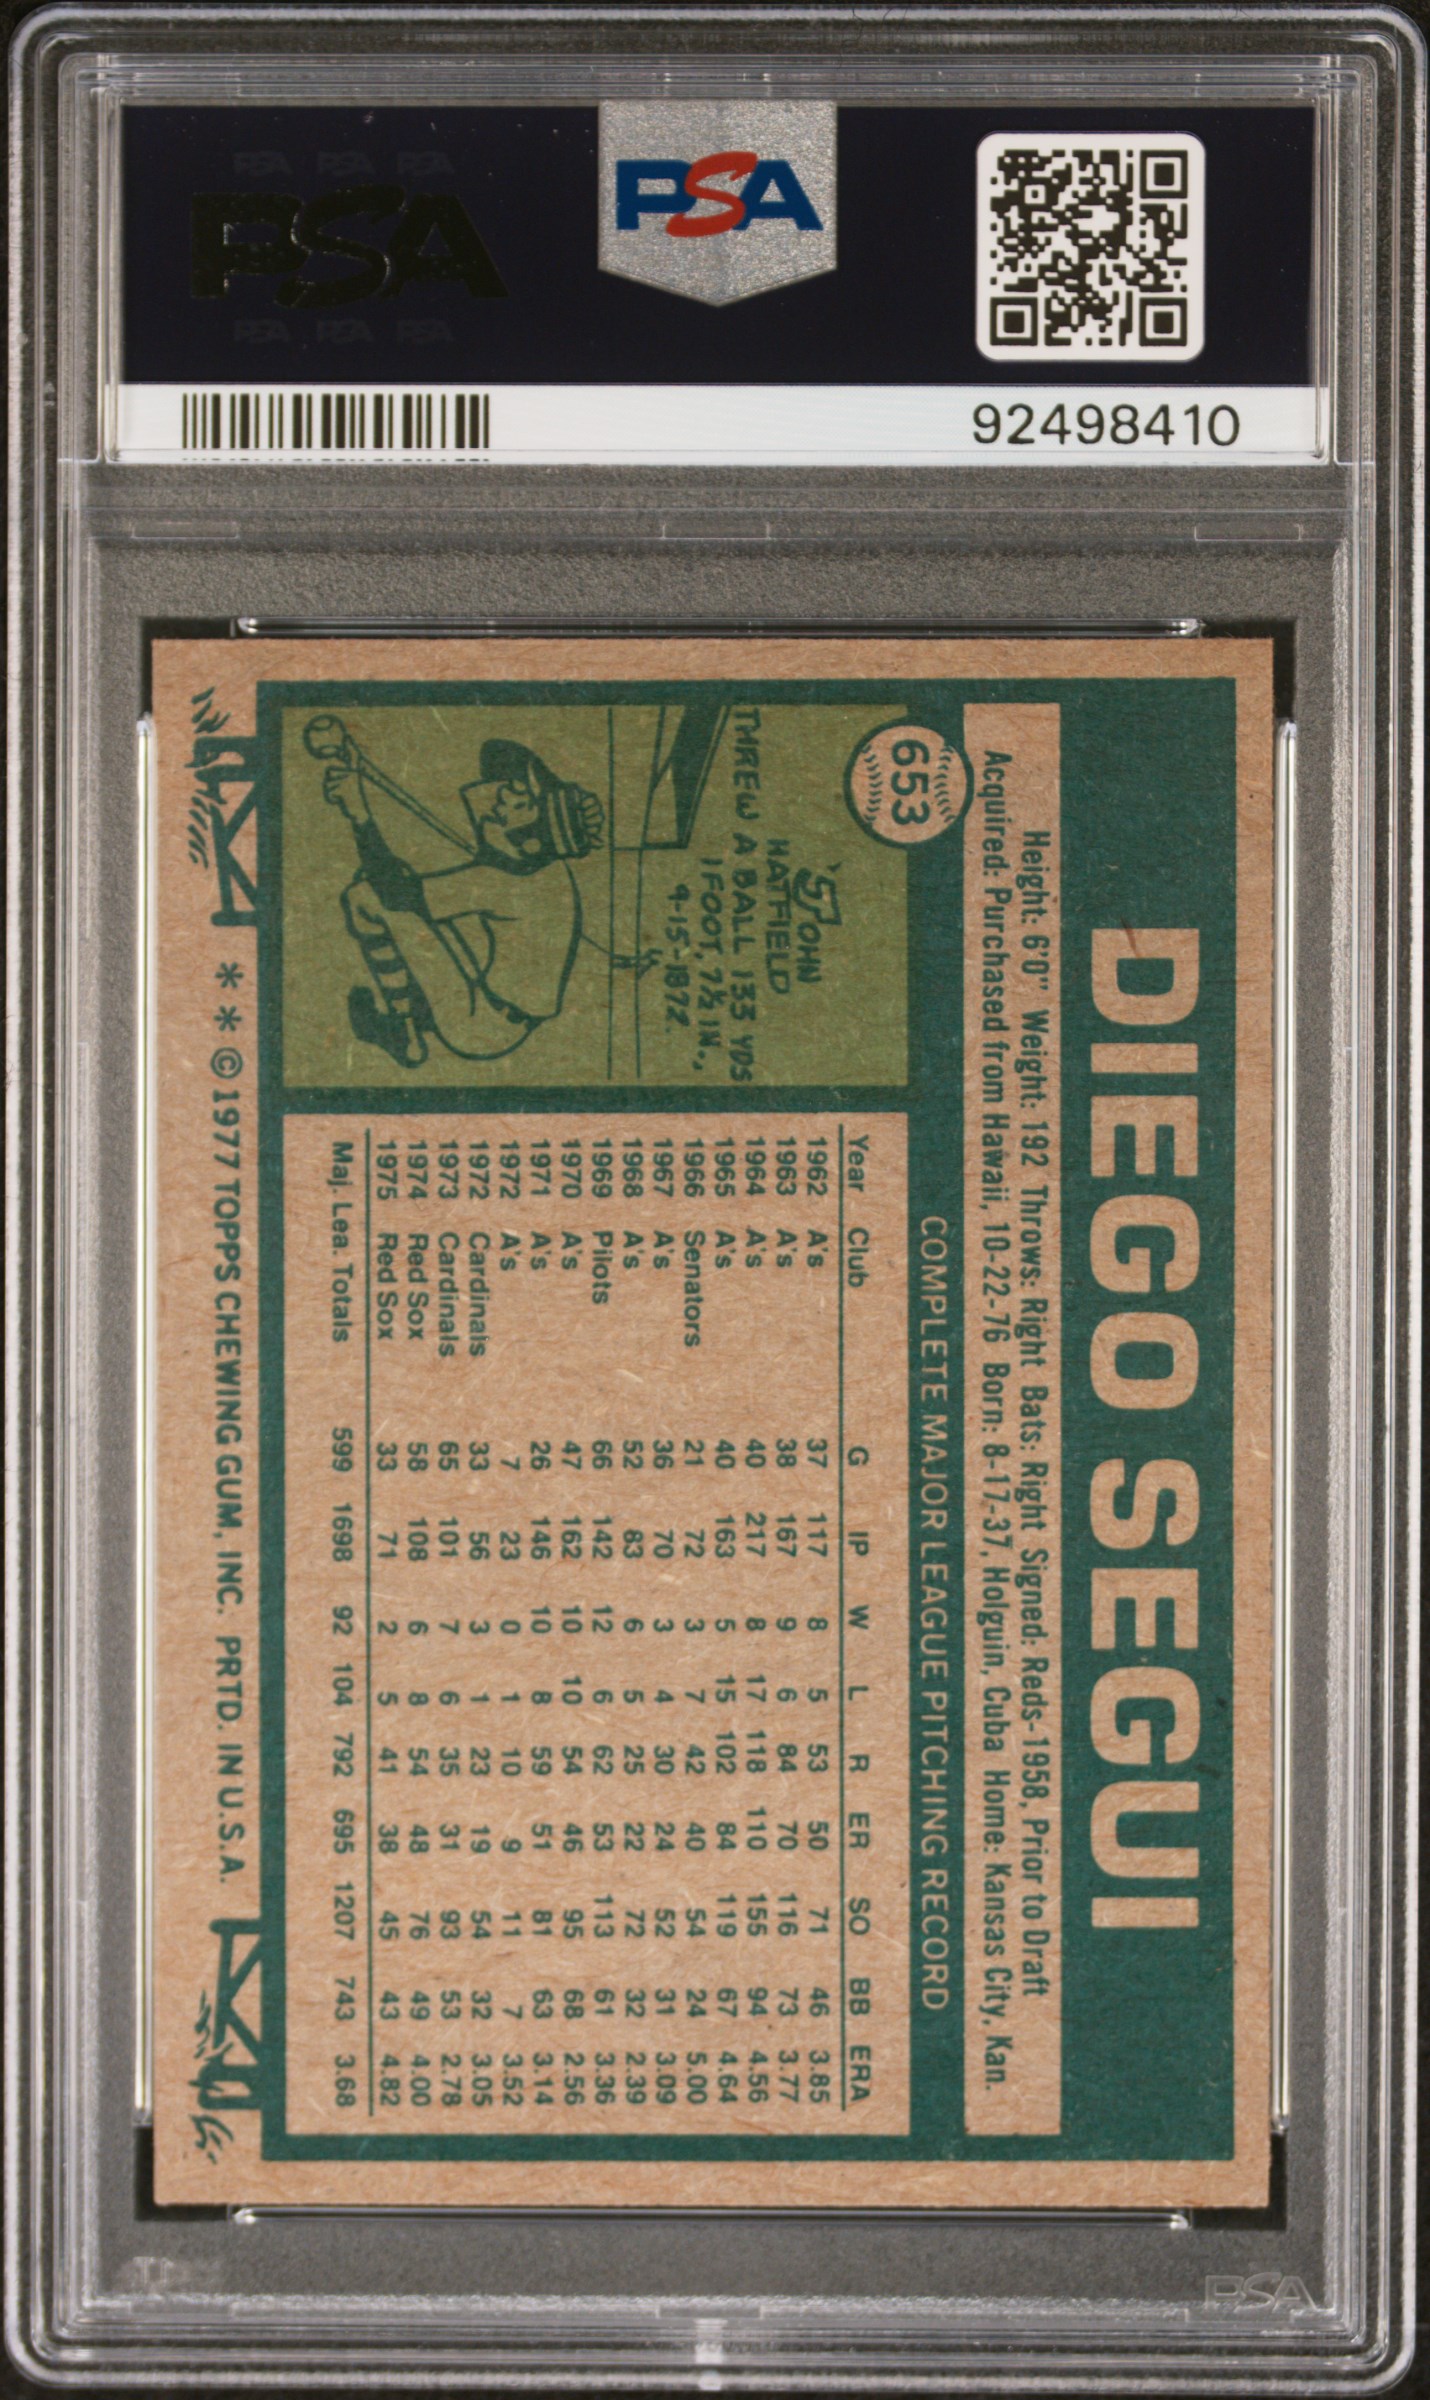 PSA PSA PSA
PSA
PSA PSA PSA
PSA
92498410
DIEGO SEGUI
Height: 6'0" Weight: 192 Throws: Right Bats: Right Signed: Reds-1958, Prior to Draft
Acquired: Purchased from Hawaii, 10-22-76 Born: 8-17-37, Holguin, Cuba Home: Kansas City, Kan.
653
COMPLETE MAJOR LEAGUE PITCHING RECORD
JOHN
HATFIELD
THREW A BALL 133 YDS
1 FOOT, 7½ IN.,
9-15-1872.
Year Club G IP W L R ER SO BB ERA
1962 A's 37 117 8 5 53 50 71 46 3.85
1963 A's 38 167 9 6 84 70 116 73 3.77
1964 A's 40 217 8 17 118 110 155 94 4.56
1965 A's 40 163 5 15 102 84 119 67 4.64
1966 Senators 21 72 3 7 42 40 54 24 5.00
1967 A's 36 70 3 4 30 24 52 31 3.09
1968 A's 52 83 6 5 25 22 72 32 2.39
1969 Pilots 66 142 12 6 62 53 113 61 3.36
1970 A's 47 162 10 10 54 46 95 68 2.56
1971 A's 26 146 10 8 59 51 81 63 3.14
1972 A's 7 23 0 1 10 9 11 7 3.52
1972 Cardinals 33 56 3 1 23 19 54 32 3.05
1973 Cardinals 65 101 7 6 35 31 93 53 2.78
1974 Red Sox 58 108 6 8 54 48 76 49 4.00
1975 Red Sox 33 71 2 5 41 38 45 43 4.82
Maj. Lea. Totals 599 1698 92 104 792 695 1207 743 3.68
* * © 1977 TOPPS CHEWING GUM, INC. PRTD. IN U.S.A.
PSA